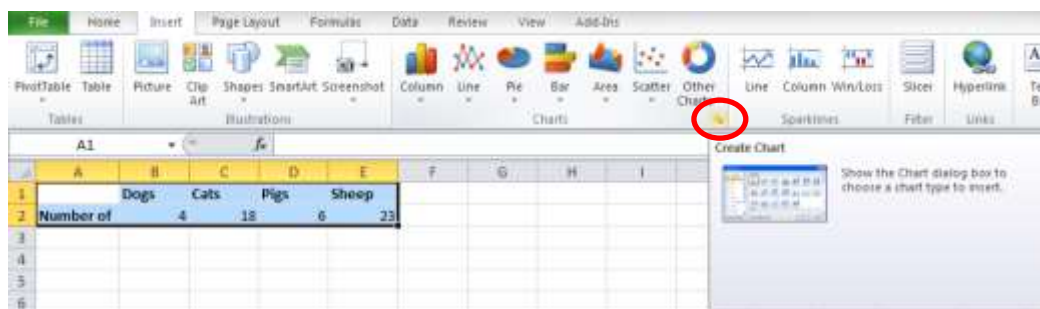 File Home Insert Page Layout Formulas Data Review View Add-Ins
PivotTable Table Picture Clip Art Shapes SmartArt Screenshot Column Line Pie Bar Area Scatter Other Charts Line Column Win/Loss Slicer Hyperlink
Tables Illustrations Charts Sparklines Filter Links
A1 fx
Create Chart
Show the Chart dialog box to
choose a chart type to insert.
A B C D E F G H I
1 Dogs Cats Pigs Sheep
2 Number of 4 18 6 23
3
4
5
6